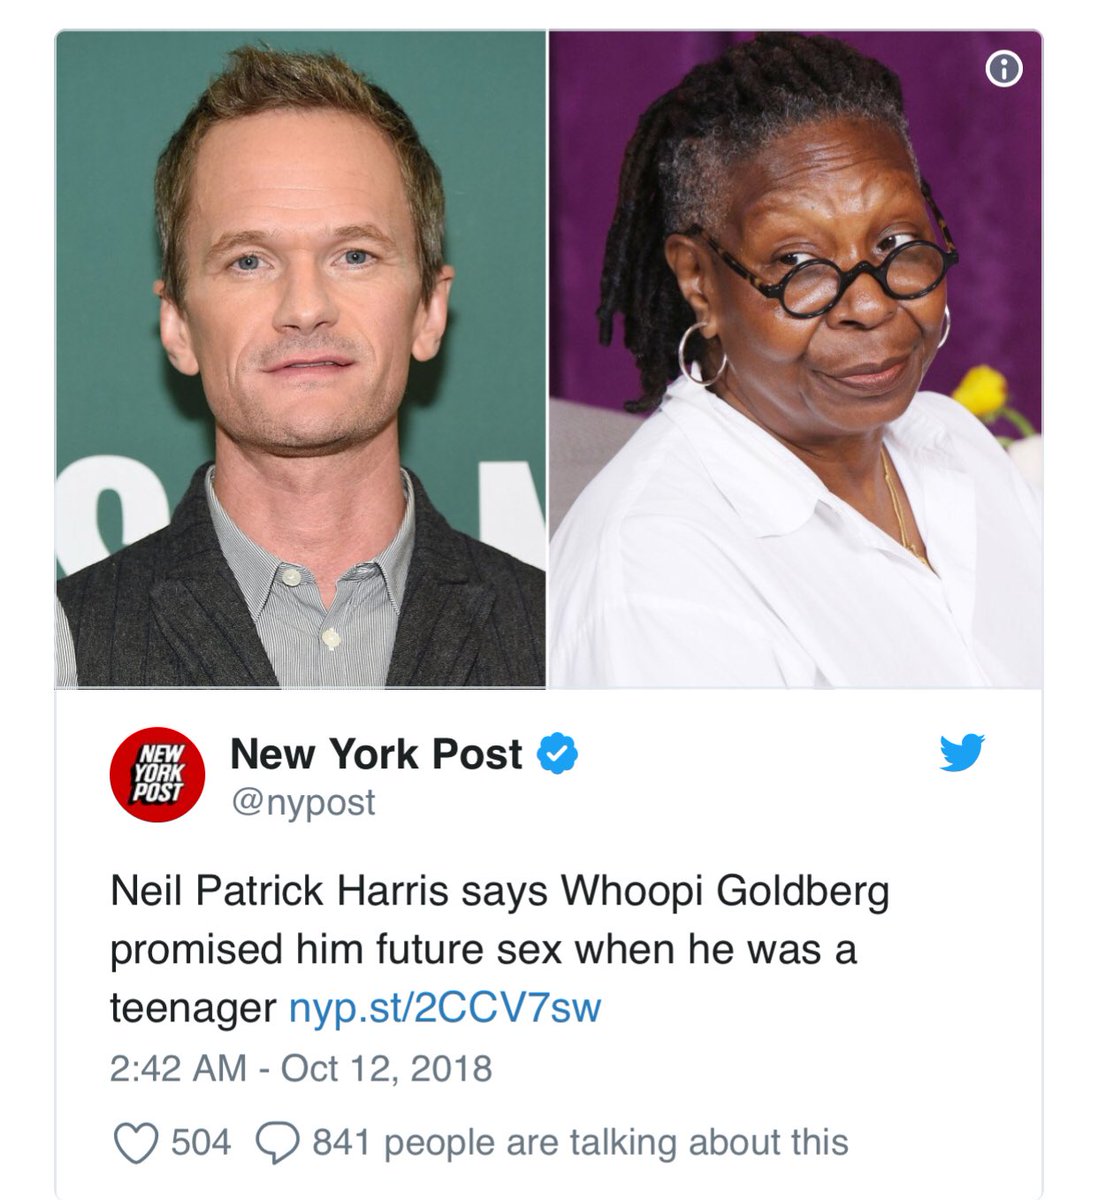 NEW
YORK
POST
New York Post
@nypost
Neil Patrick Harris says Whoopi Goldberg
promised him future sex when he was a
teenager nyp.st/2CCV7sw
2:42 AM - Oct 12, 2018
504 841 people are talking about this